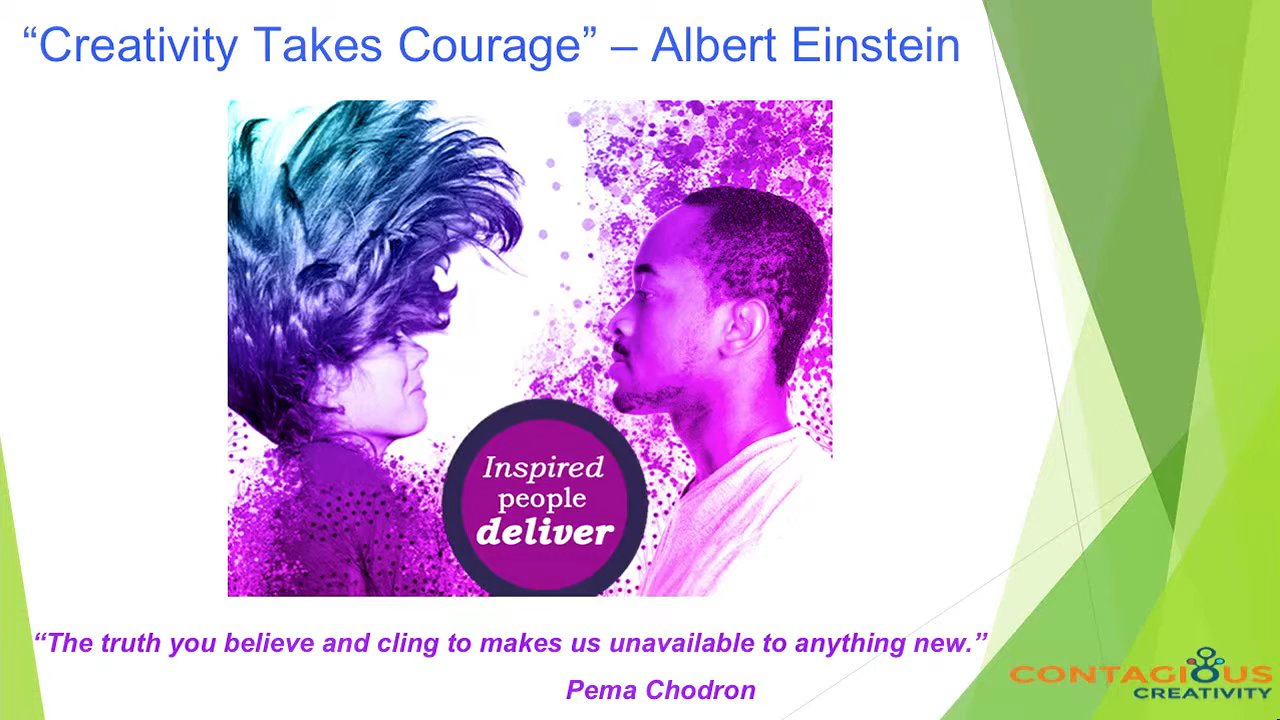 “Creativity Takes Courage” – Albert Einstein
Inspired
people
deliver
“The truth you believe and cling to makes us unavailable to anything new.”
Pema Chodron
CONTAGIOUS
CREATIVITY